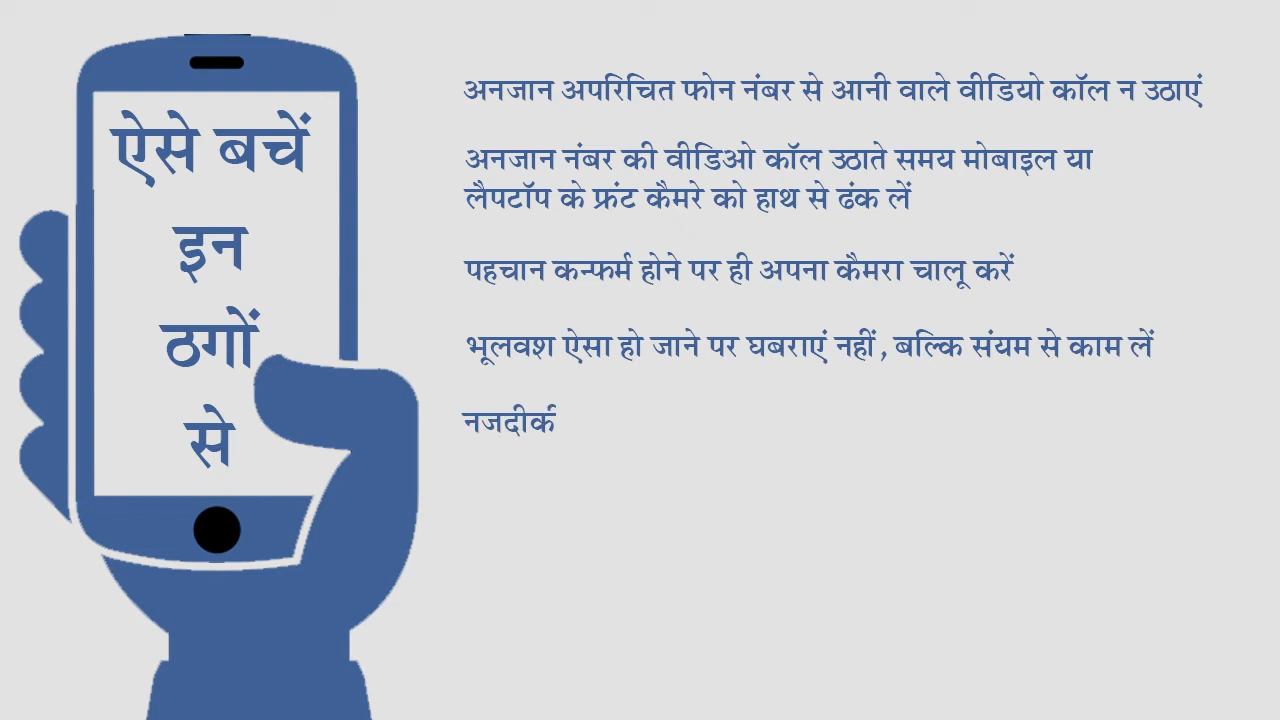 ऐसे बचें
इन
ठगों
से
अनजान अपरिचित फोन नंबर से आनी वाले वीडियो कॉल न उठाएं
अनजान नंबर की वीडिओ कॉल उठाते समय मोबाइल या
लैपटॉप के फ्रंट कैमरे को हाथ से ढंक लें
पहचान कन्फर्म होने पर ही अपना कैमरा चालू करें
भूलवश ऐसा हो जाने पर घबराएं नहीं, बल्कि संयम से काम लें